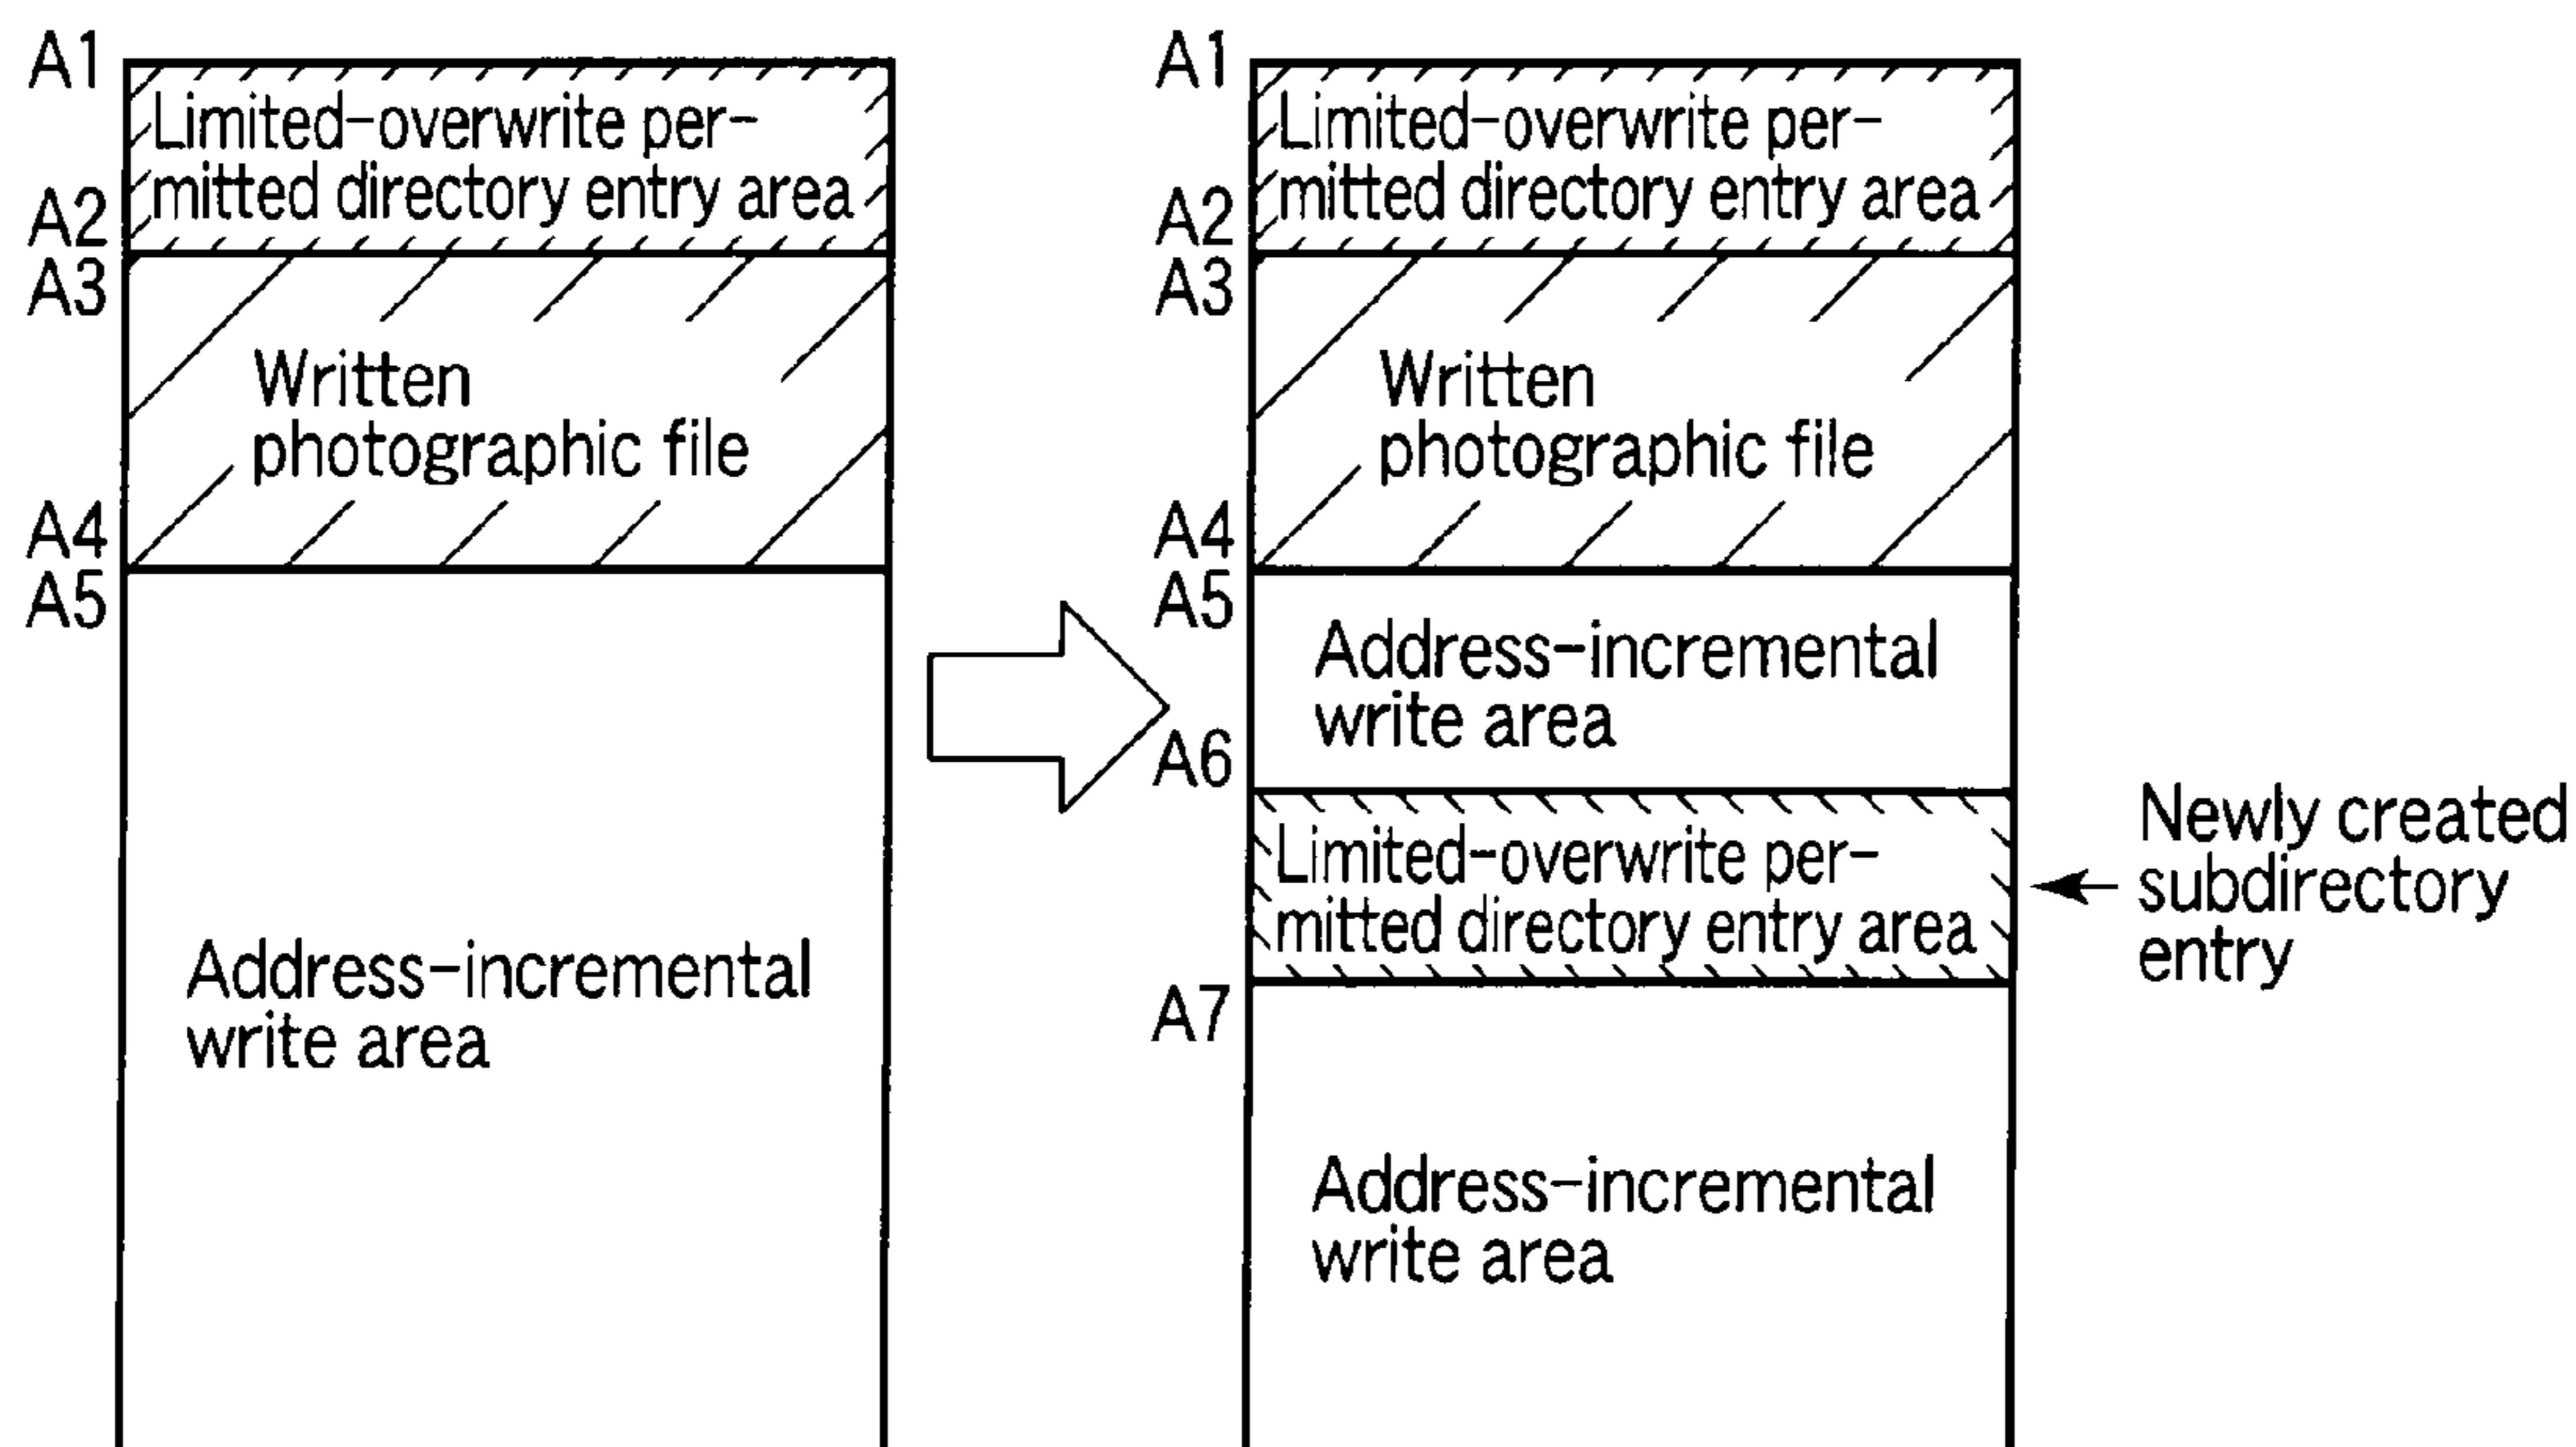 A1
Limited-overwrite per-
mitted directory entry area
A2
A3
Written
photographic file
A4
A5
Address-incremental
write area
A1
Limited-overwrite per-
mitted directory entry area
A2
A3
Written
photographic file
A4
A5
Address-incremental
write area
A6
Limited-overwrite per-
mitted directory entry area
A7
Address-incremental
write area
Newly created
subdirectory
entry